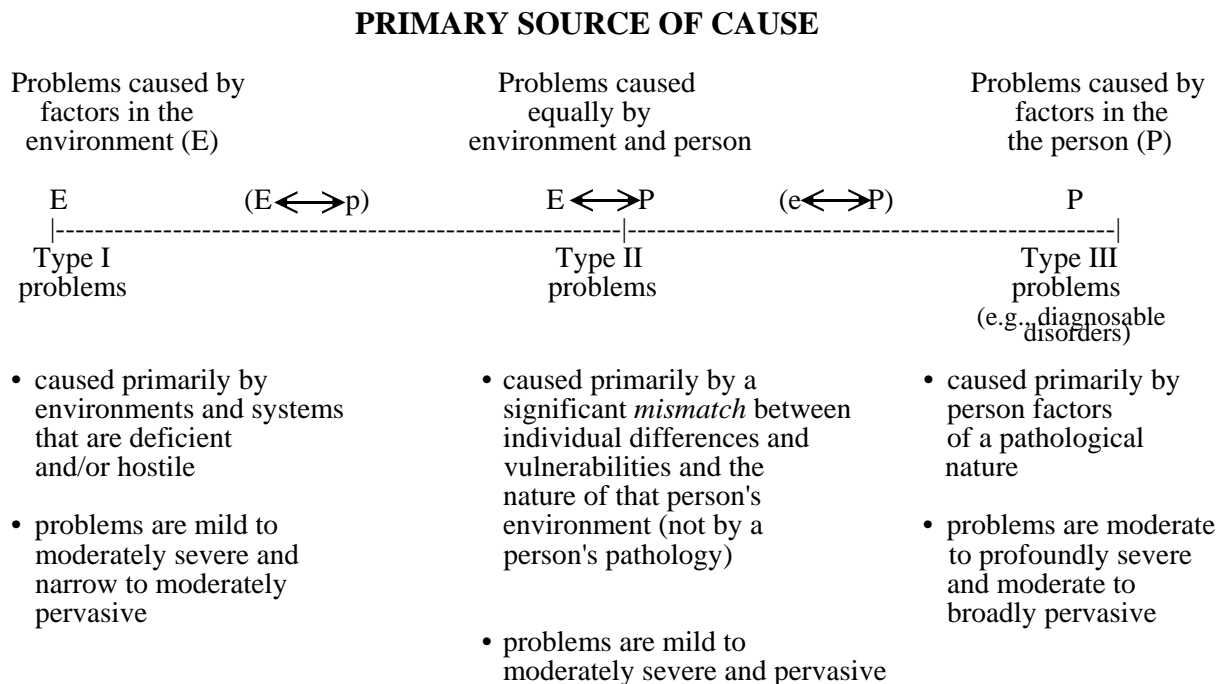 PRIMARY SOURCE OF CAUSE
Problems caused by
factors in the
environment (E)
Problems caused
equally by
environment and person
Problems caused by
factors in the
the person (P)
E (E⟷p) E⟷P (e⟷P) P
|------------------------------------------------------------|---------------------------------------------------|
Type I
problems
Type II
problems
Type III
problems
(e.g., diagnosable
disorders)
• caused primarily by
environments and systems
that are deficient
and/or hostile
• problems are mild to
moderately severe and
narrow to moderately
pervasive
• caused primarily by a
significant mismatch between
individual differences and
vulnerabilities and the
nature of that person's
environment (not by a
person's pathology)
• problems are mild to
moderately severe and pervasive
• caused primarily by
person factors
of a pathological
nature
• problems are moderate
to profoundly severe
and moderate to
broadly pervasive